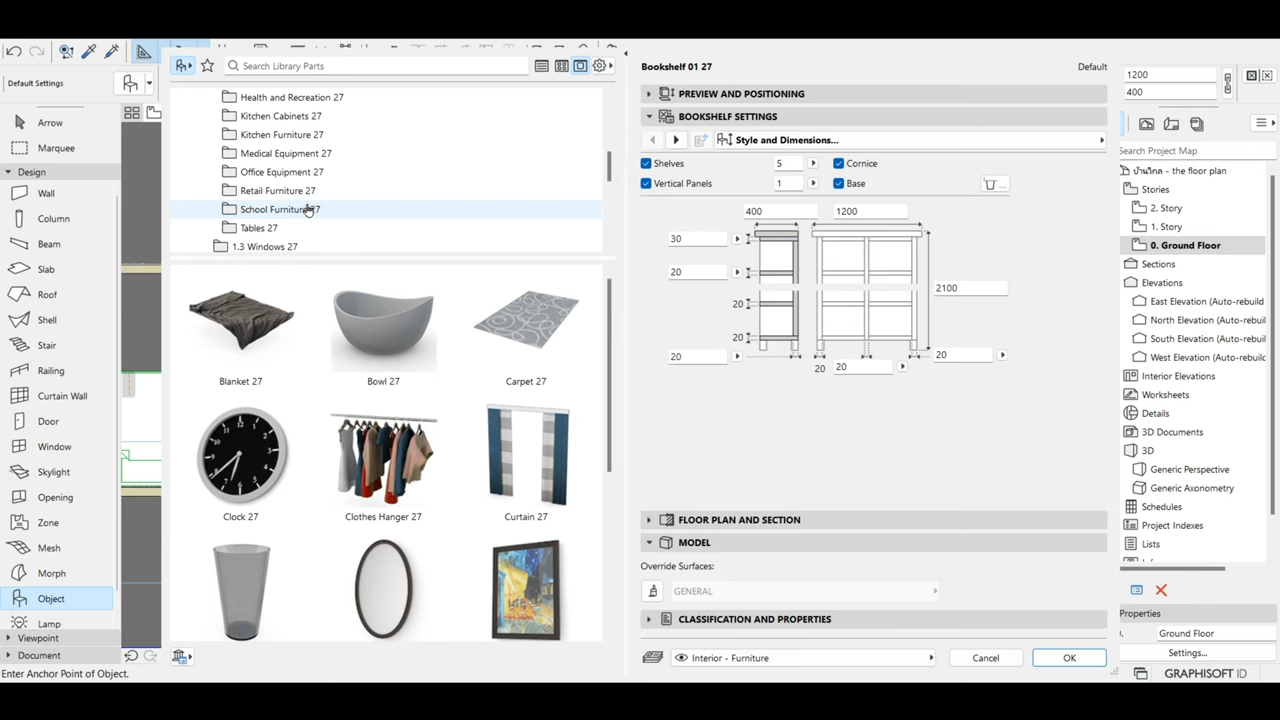 Default Settings
Arrow
Marquee
Design
Wall
Column
Beam
Slab
Roof
Shell
Stair
Railing
Curtain Wall
Door
Window
Skylight
Opening
Zone
Mesh
Morph
Object
Lamp
Viewpoint
Document
Enter Anchor Point of Object.
Search Library Parts
Health and Recreation 27
Kitchen Cabinets 27
Kitchen Furniture 27
Medical Equipment 27
Office Equipment 27
Retail Furniture 27
School Furniture 27
Tables 27
1.3 Windows 27
Blanket 27
Bowl 27
Carpet 27
Clock 27
Clothes Hanger 27
Curtain 27
Bookshelf 01 27
Default
PREVIEW AND POSITIONING
BOOKSHELF SETTINGS
Style and Dimensions...
Shelves 5
Cornice
Vertical Panels 1
Base
400 1200
30
20
2100
20
20
20
20
20 20
FLOOR PLAN AND SECTION
MODEL
Override Surfaces:
GENERAL
CLASSIFICATION AND PROPERTIES
Interior - Furniture
Cancel
OK
1200
400
Search Project Map
บ้านวิกล - the floor plan
Stories
2. Story
1. Story
0. Ground Floor
Sections
Elevations
East Elevation (Auto-rebuild
North Elevation (Auto-rebuild
South Elevation (Auto-rebuild
West Elevation (Auto-rebuild
Interior Elevations
Worksheets
Details
3D Documents
3D
Generic Perspective
Generic Axonometry
Schedules
Project Indexes
Lists
Properties
Ground Floor
Settings...
GRAPHISOFT ID